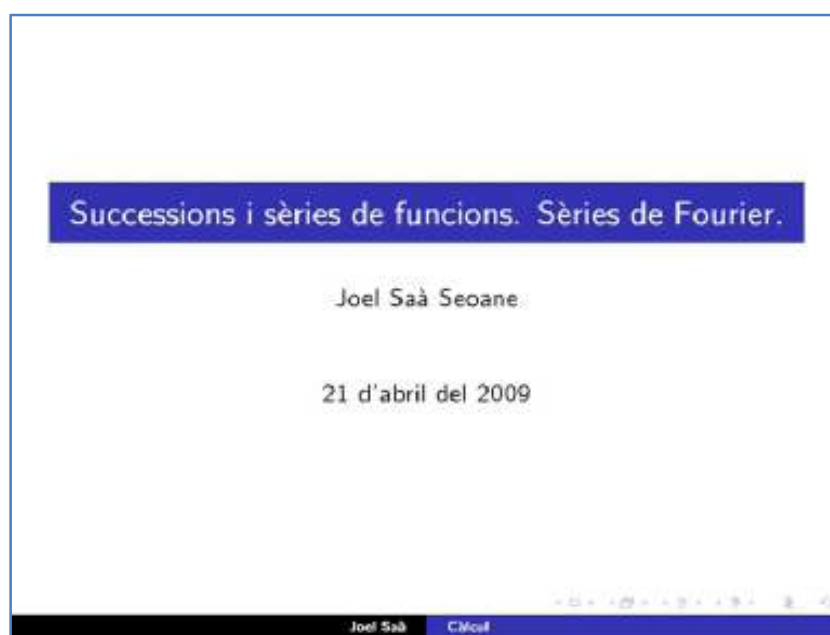 Successions i sèries de funcions. Sèries de Fourier.
Joel Saà Seoane
21 d'abril del 2009
Joel Saà Càlcul